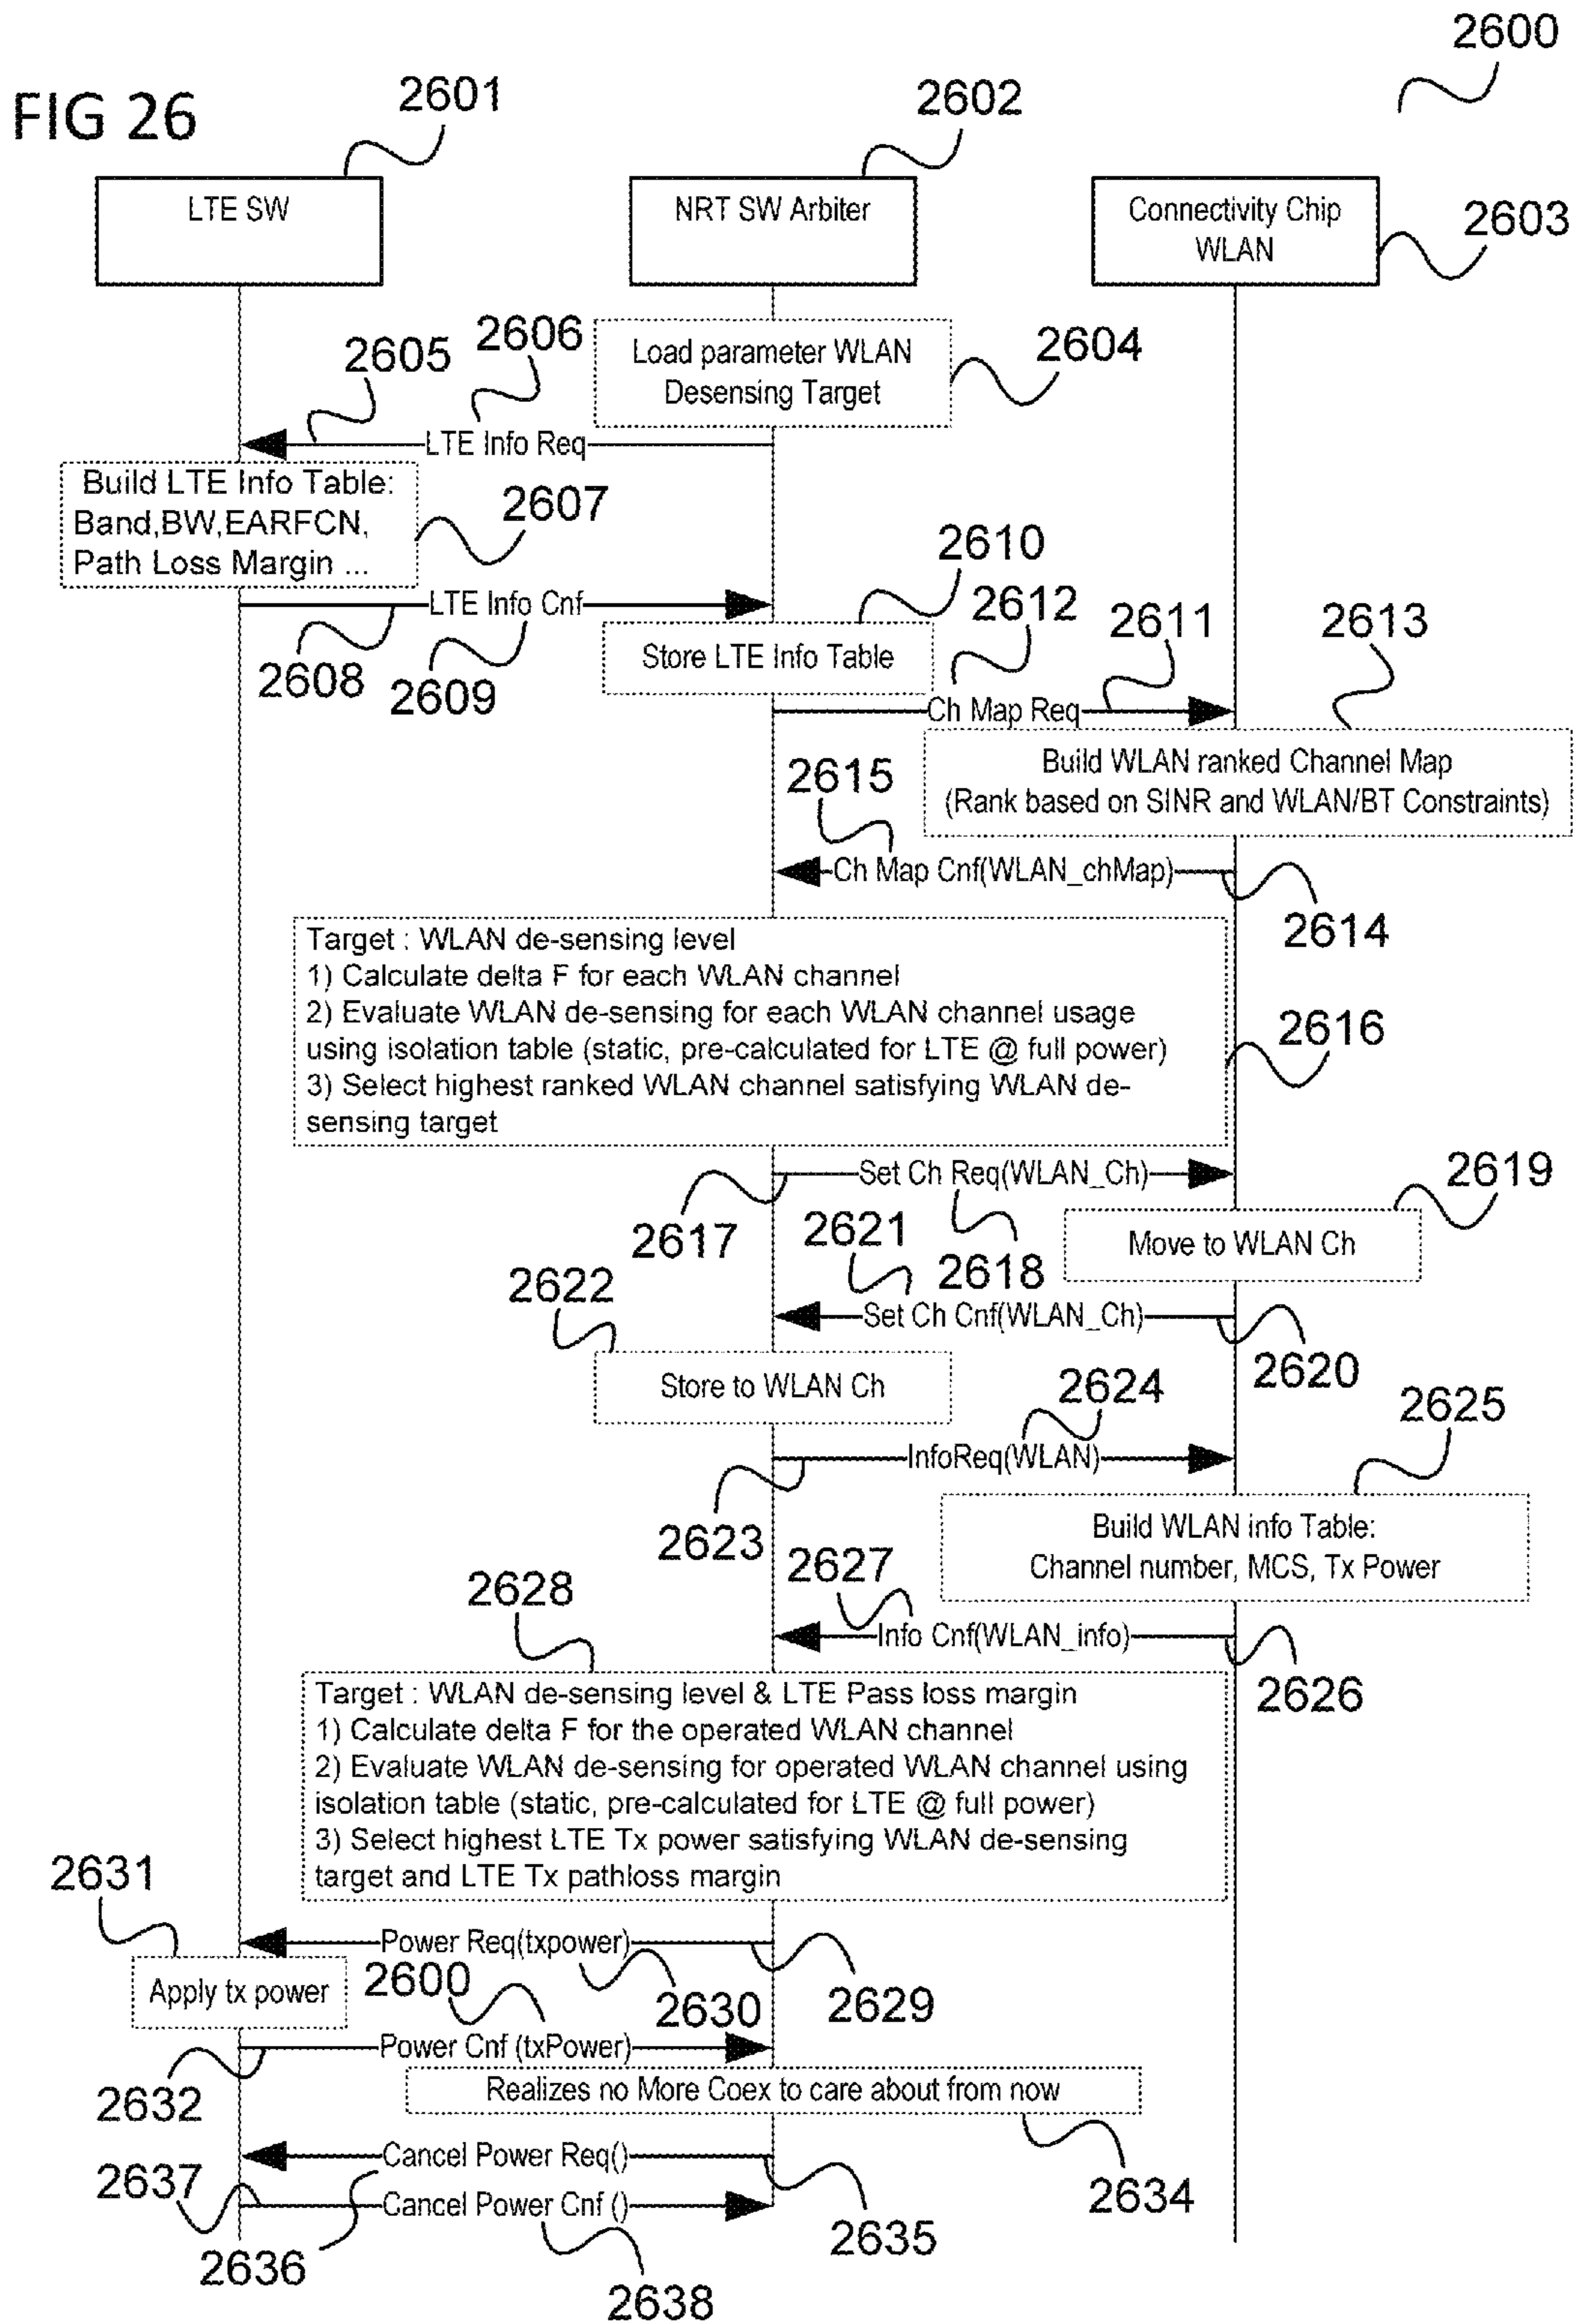 2600
FIG 26
2601
2602
LTE SW
NRT SW Arbiter
Connectivity Chip
WLAN
2603
2606
2605
Load parameter WLAN
Desensing Target
2604
LTE Info Req
Build LTE Info Table:
Band,BW,EARFCN,
Path Loss Margin ...
2607
2610
LTE Info Cnf
2612
2611
2613
2608
2609
Store LTE Info Table
Ch Map Req
2615
Build WLAN ranked Channel Map
(Rank based on SINR and WLAN/BT Constraints)
Ch Map Cnf(WLAN_chMap)
2614
Target : WLAN de-sensing level
1) Calculate delta F for each WLAN channel
2) Evaluate WLAN de-sensing for each WLAN channel usage
using isolation table (static, pre-calculated for LTE @ full power)
3) Select highest ranked WLAN channel satisfying WLAN de-
sensing target
2616
Set Ch Req(WLAN_Ch)
2619
2617
2621
2618
Move to WLAN Ch
2622
Set Ch Cnf(WLAN_Ch)
2620
Store to WLAN Ch
2624
2625
InfoReq(WLAN)
2623
Build WLAN info Table:
Channel number, MCS, Tx Power
2627
2628
Info Cnf(WLAN_info)
2626
Target : WLAN de-sensing level & LTE Pass loss margin
1) Calculate delta F for the operated WLAN channel
2) Evaluate WLAN de-sensing for operated WLAN channel using
isolation table (static, pre-calculated for LTE @ full power)
3) Select highest LTE Tx power satisfying WLAN de-sensing
target and LTE Tx pathloss margin
2631
Power Req(txpower)
Apply tx power
2600
2630
2629
Power Cnf (txPower)
2632
Realizes no More Coex to care about from now
Cancel Power Req()
2637
2634
Cancel Power Cnf ()
2636
2635
2638